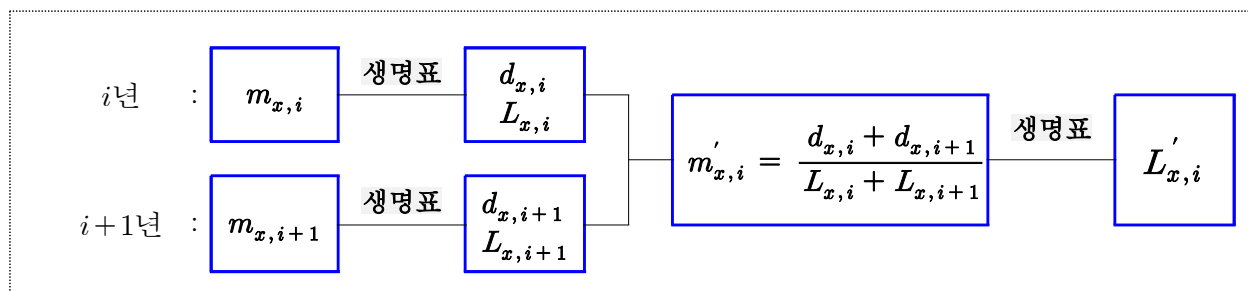 i년 : m_{x,i} 생명표 d_{x,i} L_{x,i}
i+1년 : m_{x,i+1} 생명표 d_{x,i+1} L_{x,i+1}
m'_{x,i} = \frac{d_{x,i} + d_{x,i+1}}{L_{x,i} + L_{x,i+1}} 생명표 L'_{x,i}